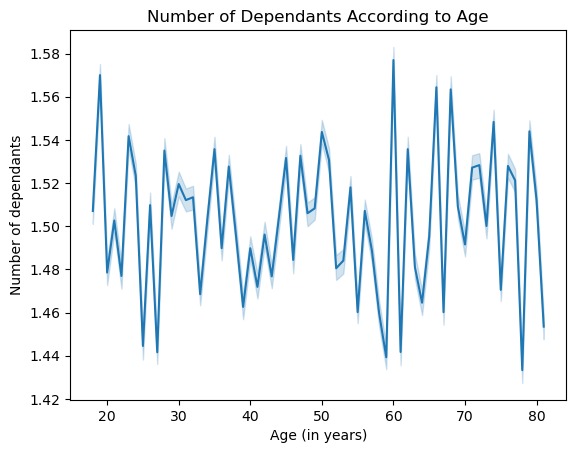 Number of Dependants According to Age
1.58
1.56
1.54
1.52
1.50
1.48
1.46
1.44
1.42
Number of dependants
20 30 40 50 60 70 80
Age (in years)